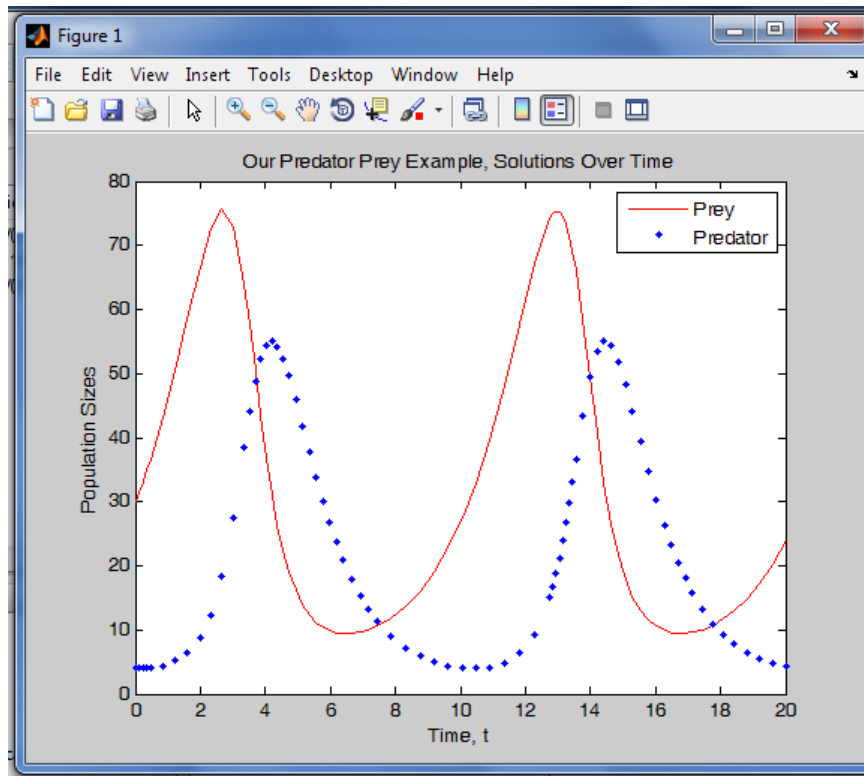 Figure 1
File Edit View Insert Tools Desktop Window Help
Our Predator Prey Example, Solutions Over Time
Prey
Predator
80
70
60
50
40
30
20
10
0
Population Sizes
0 2 4 6 8 10 12 14 16 18 20
Time, t